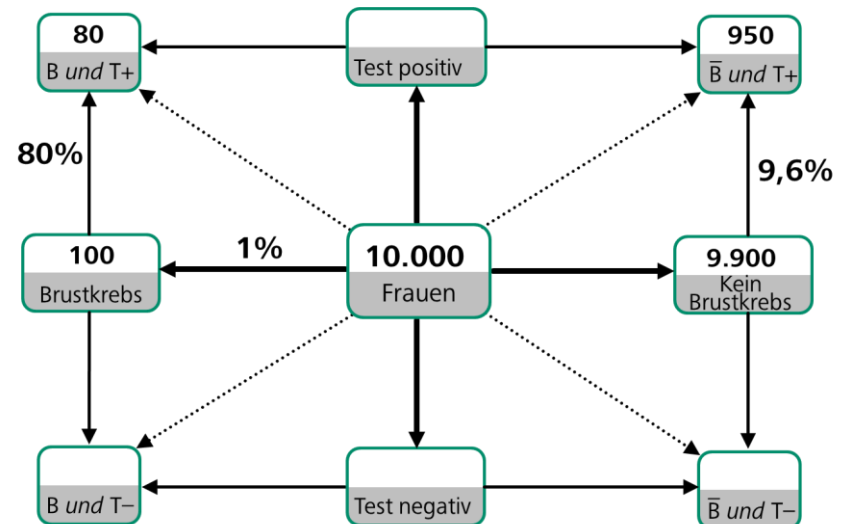 80
B und T+
Test positiv
950
B̅ und T+
80%
9,6%
100
Brustkrebs
1%
10.000
Frauen
9.900
Kein
Brustkrebs
B und T−
Test negativ
B̅ und T−